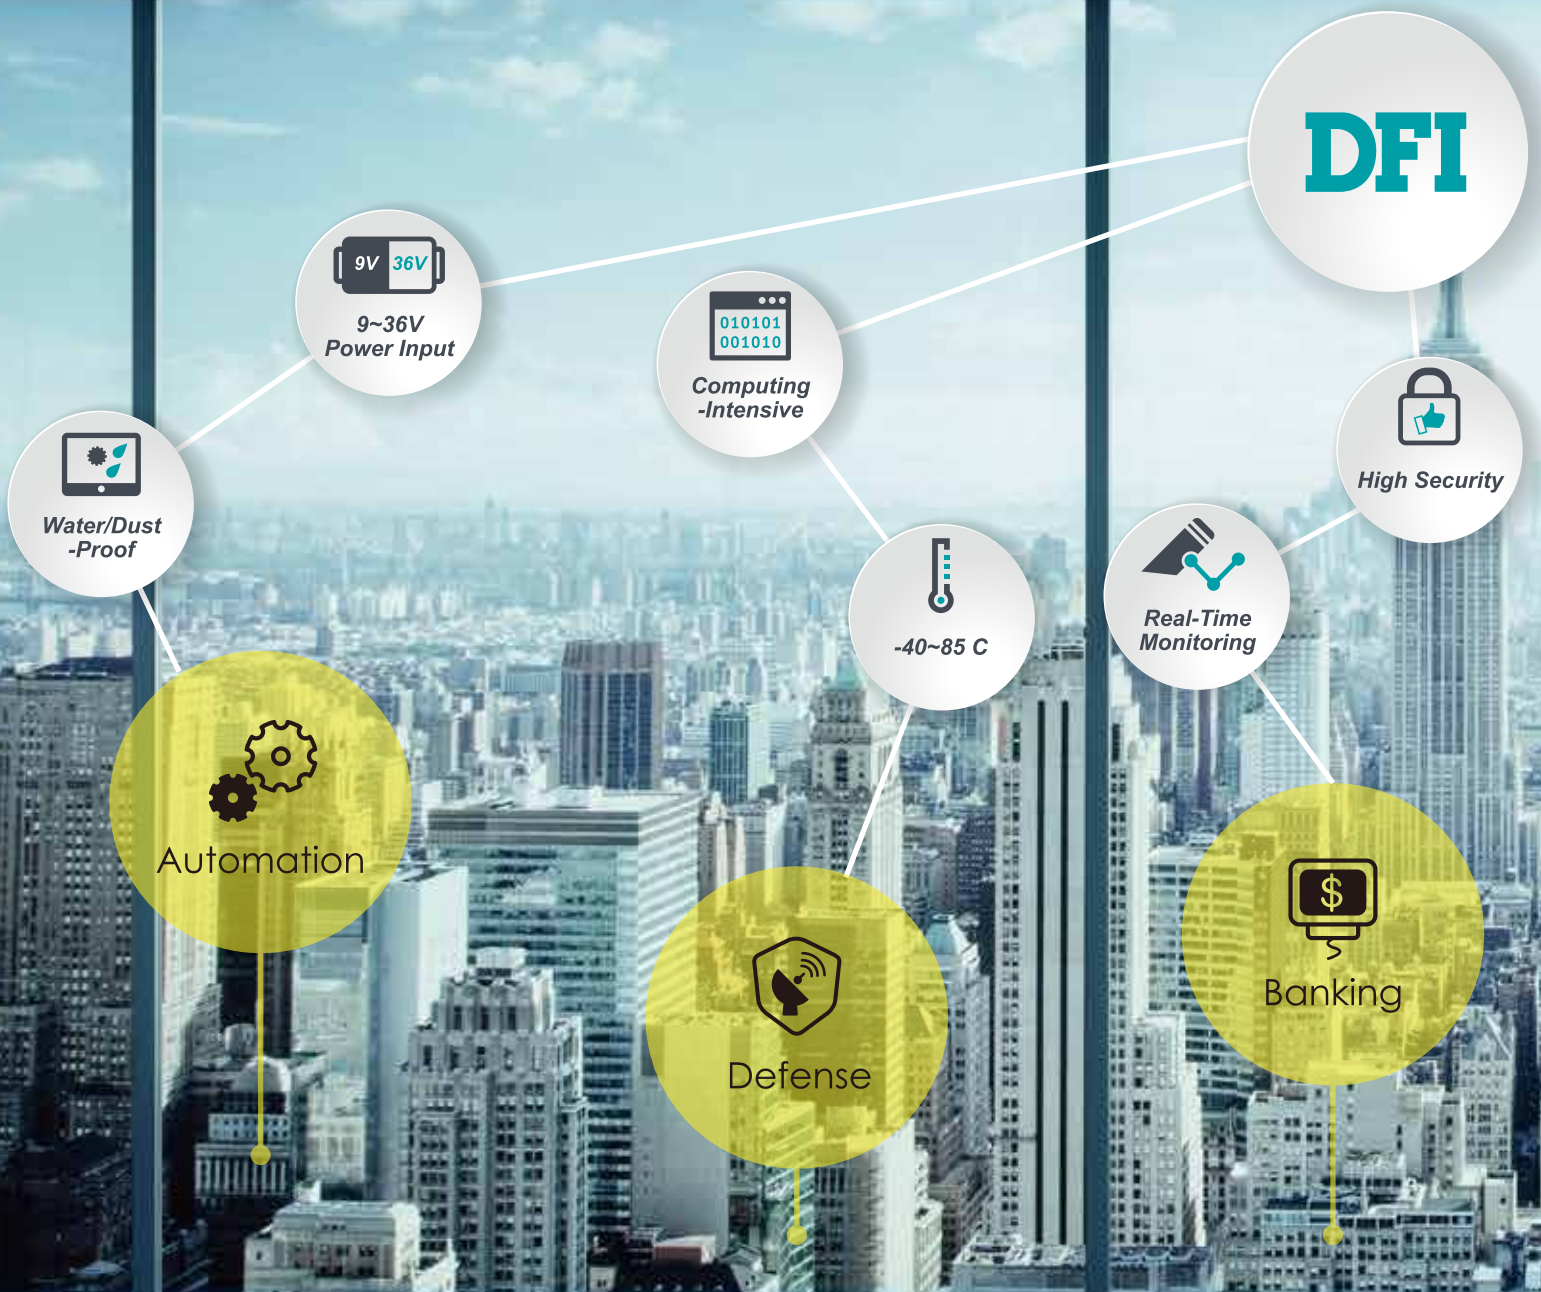 DFI
9V 36V
9~36V
Power Input
010101
001010
Computing
-Intensive
High Security
Water/Dust
-Proof
Real-Time
Monitoring
-40~85 C
Automation
$
Banking
Defense